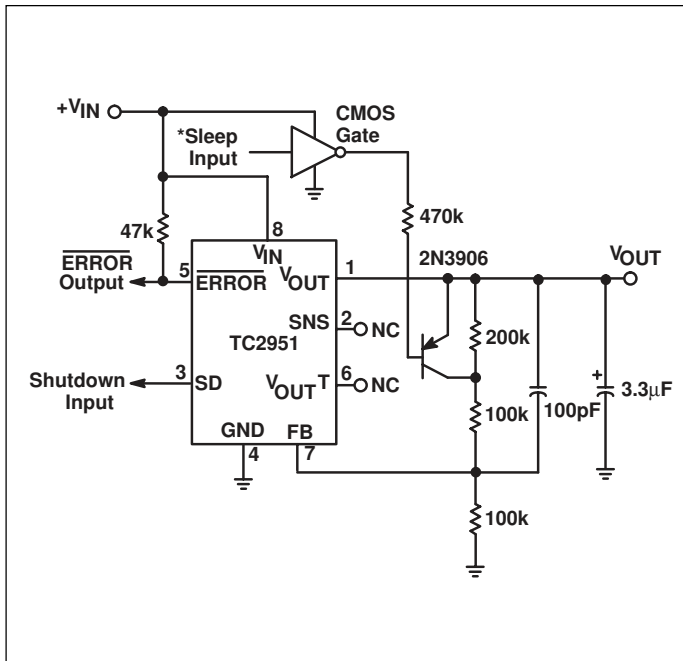 +VIN
*Sleep
Input
CMOS
Gate
47k
470k
8
VIN
2N3906
VOUT
ERROR
Output
5
ERROR
VOUT
1
SNS
2
NC
200k
TC2951
Shutdown
Input
3
SD
VOUT T
6
NC
100k
100pF
+
3.3µF
GND
FB
4
7
100k